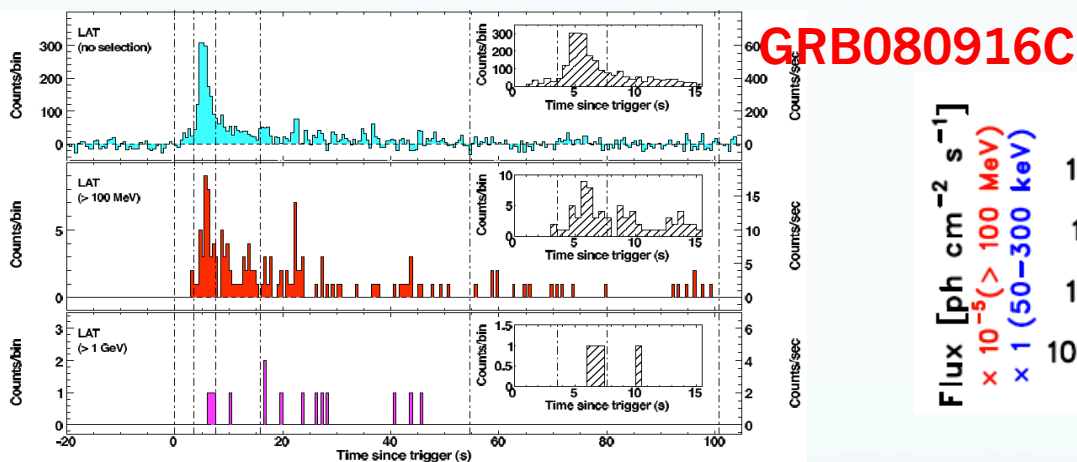 GRB080916C
LAT
(no selection)
Counts/bin
300
200
100
0
Counts/bin
300
200
100
0
0
5
10
15
Time since trigger (s)
60
400
200
0
Counts/sec
LAT
(> 100 MeV)
Counts/bin
5
0
Counts/bin
10
5
0
0
5
10
15
Time since trigger (s)
15
10
5
0
Counts/sec
LAT
(> 1 GeV)
Counts/bin
3
2
1
0
Counts/bin
1.5
1
0.5
0
0
5
10
15
Time since trigger (s)
6
4
2
0
Counts/sec
-20
0
20
40
60
80
100
Time since trigger (s)
Flux [ph cm⁻² s⁻¹]
× 10⁻⁵ (> 100 MeV)
× 1 (50-300 keV)
1
1
1
10